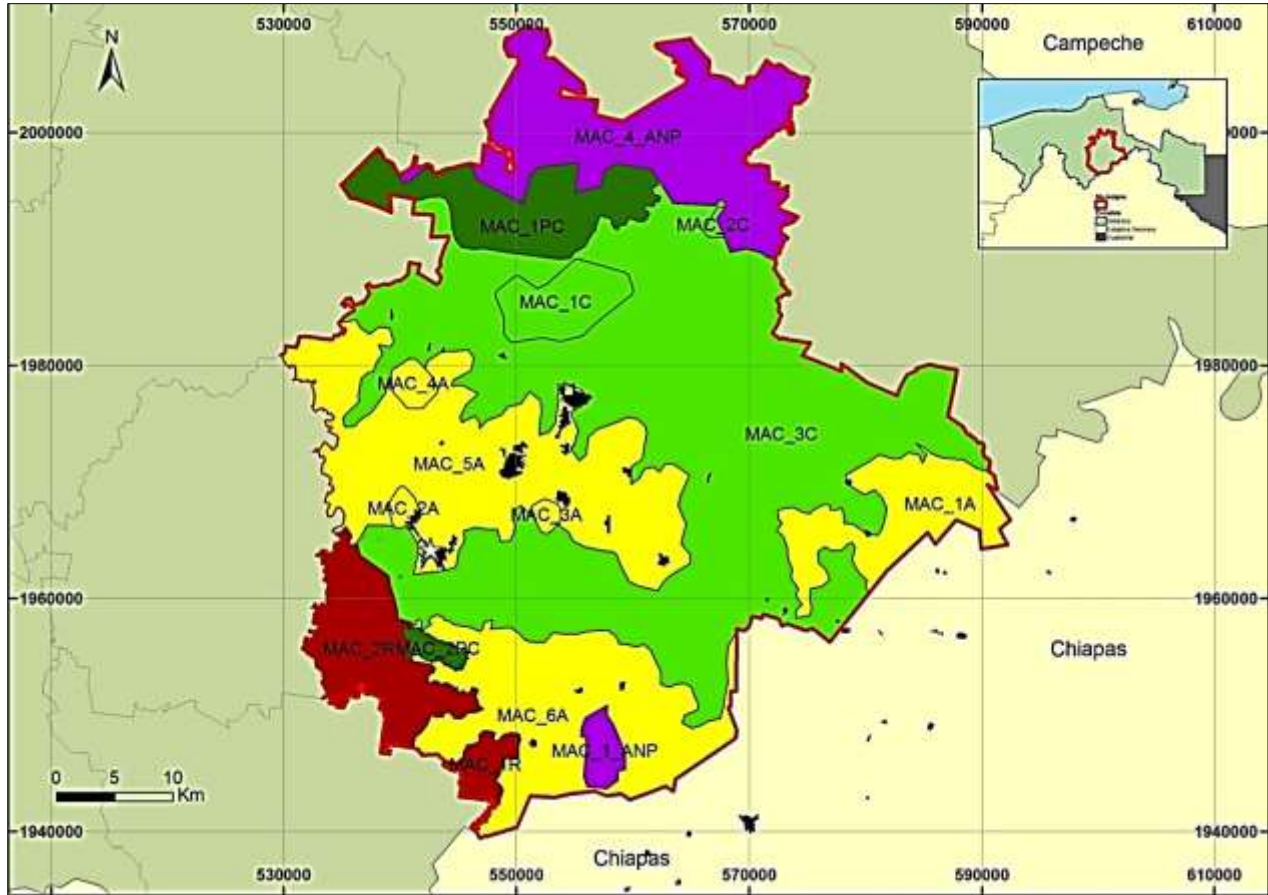 530000
550000
570000
590000
610000
N
Campeche
2000000
MAC_4_ANP
MAC_1PC
MAC_2C
MAC_1C
1980000
1980000
MAC_4A
MAC_3C
MAC_5A
MAC_2A
MAC_3A
MAC_1A
1960000
1960000
MAC_2R
MAC_2PC
Chiapas
MAC_6A
MAC_1_ANP
MAC_1R
0
5
10
Km
1940000
1940000
Chiapas
530000
550000
570000
590000
610000